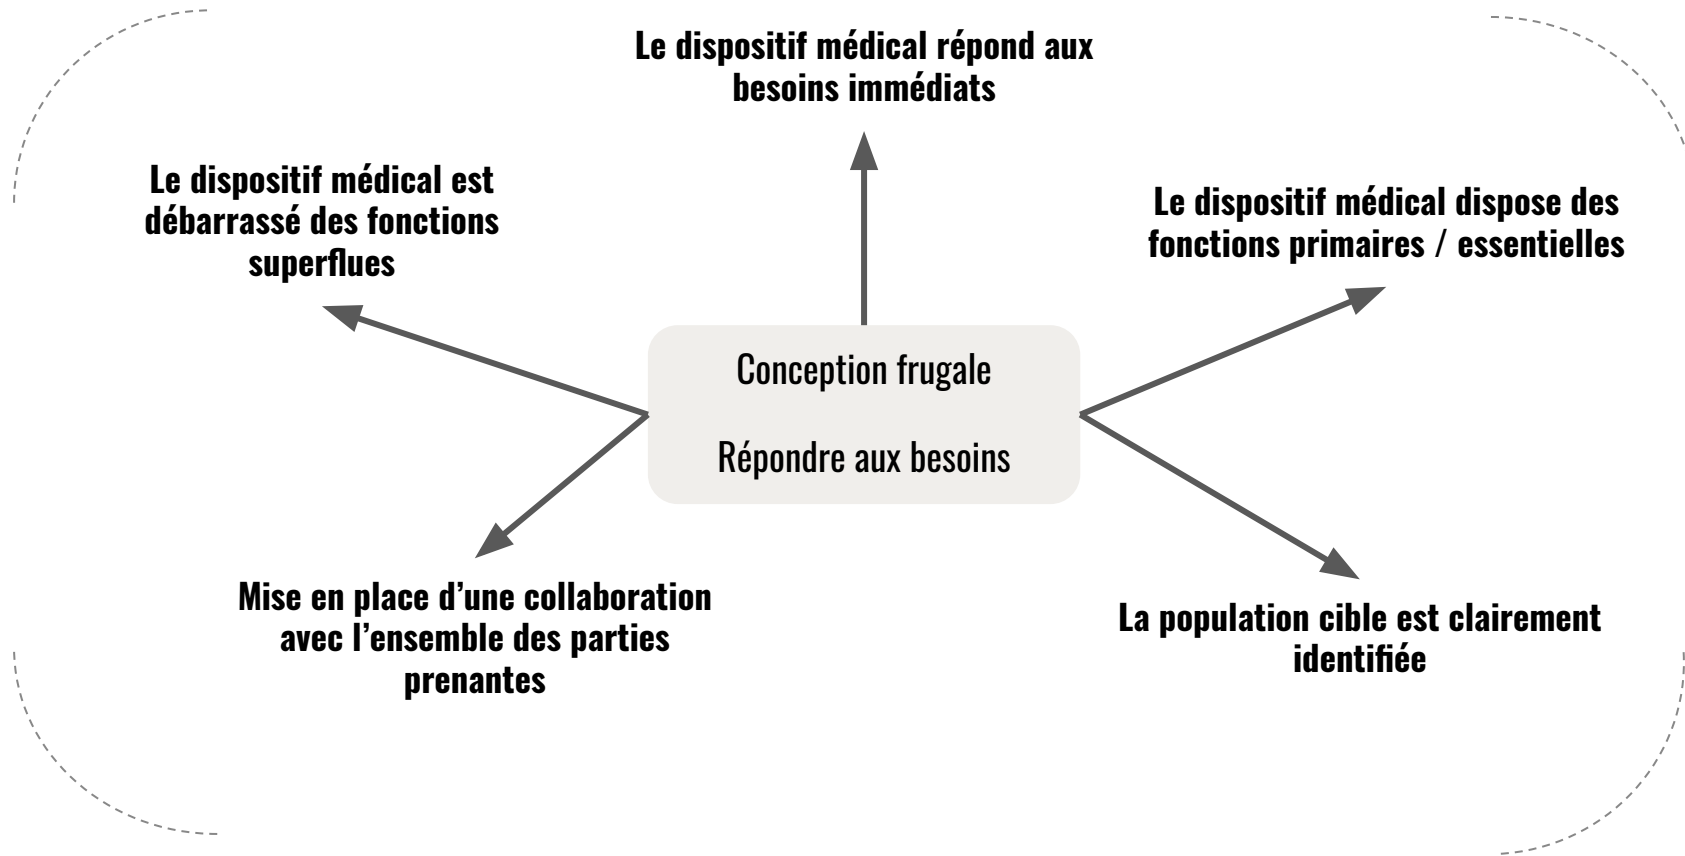 Le dispositif médical répond aux
besoins immédiats
Le dispositif médical est
débarrassé des fonctions
superflues
Le dispositif médical dispose des
fonctions primaires / essentielles
Conception frugale
Répondre aux besoins
Mise en place d’une collaboration
avec l’ensemble des parties
prenantes
La population cible est clairement
identifiée